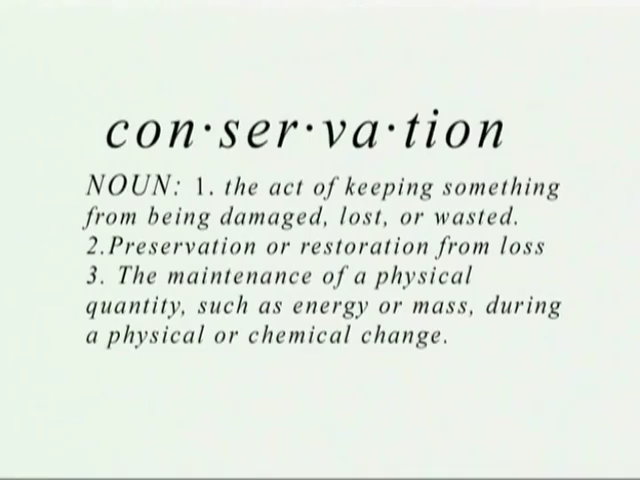 con·ser·va·tion
NOUN: 1. the act of keeping something
from being damaged, lost, or wasted.
2.Preservation or restoration from loss
3. The maintenance of a physical
quantity, such as energy or mass, during
a physical or chemical change.